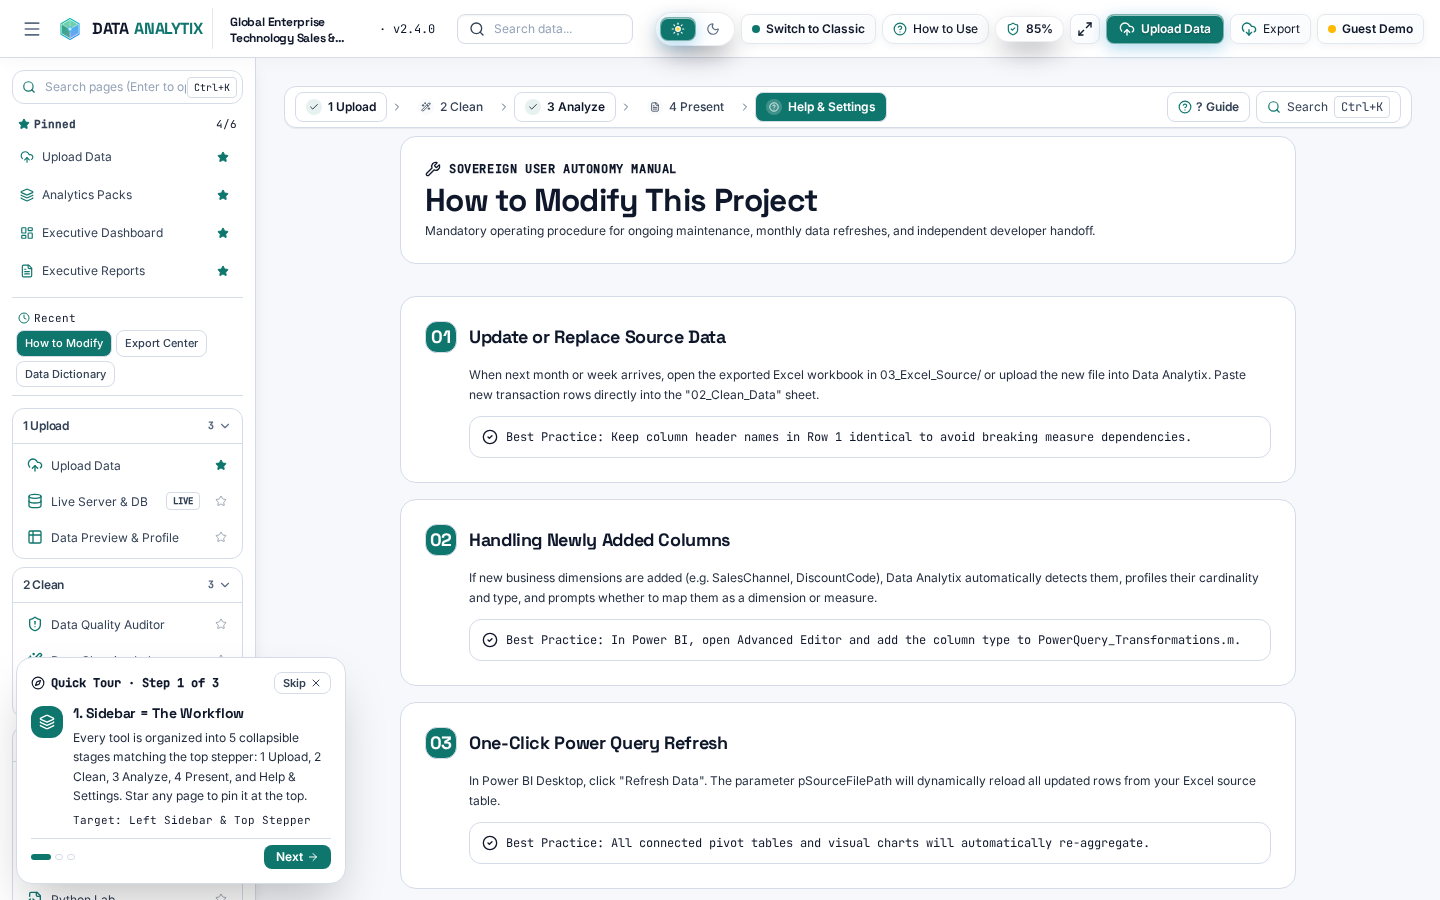 DATA ANALYTIX
Global Enterprise
Technology Sales &...
· v2.4.0
Search data...
Switch to Classic
How to Use
85%
Upload Data
Export
Guest Demo
Search pages (Enter to op
Ctrl+K
Pinned
4/6
Upload Data
Analytics Packs
Executive Dashboard
Executive Reports
Recent
How to Modify
Export Center
Data Dictionary
1 Upload
3
Upload Data
Live Server & DB
LIVE
Data Preview & Profile
2 Clean
3
Data Quality Auditor
Quick Tour · Step 1 of 3
Skip
1. Sidebar = The Workflow
Every tool is organized into 5 collapsible
stages matching the top stepper: 1 Upload, 2
Clean, 3 Analyze, 4 Present, and Help &
Settings. Star any page to pin it at the top.
Target: Left Sidebar & Top Stepper
Next
Python Lab
1 Upload
2 Clean
3 Analyze
4 Present
Help & Settings
? Guide
Search
Ctrl+K
SOVEREIGN USER AUTONOMY MANUAL
How to Modify This Project
Mandatory operating procedure for ongoing maintenance, monthly data refreshes, and independent developer handoff.
01
Update or Replace Source Data
When next month or week arrives, open the exported Excel workbook in 03_Excel_Source/ or upload the new file into Data Analytix. Paste
new transaction rows directly into the "02_Clean_Data" sheet.
Best Practice: Keep column header names in Row 1 identical to avoid breaking measure dependencies.
02
Handling Newly Added Columns
If new business dimensions are added (e.g. SalesChannel, DiscountCode), Data Analytix automatically detects them, profiles their cardinality
and type, and prompts whether to map them as a dimension or measure.
Best Practice: In Power BI, open Advanced Editor and add the column type to PowerQuery_Transformations.m.
03
One-Click Power Query Refresh
In Power BI Desktop, click "Refresh Data". The parameter pSourceFilePath will dynamically reload all updated rows from your Excel source
table.
Best Practice: All connected pivot tables and visual charts will automatically re-aggregate.